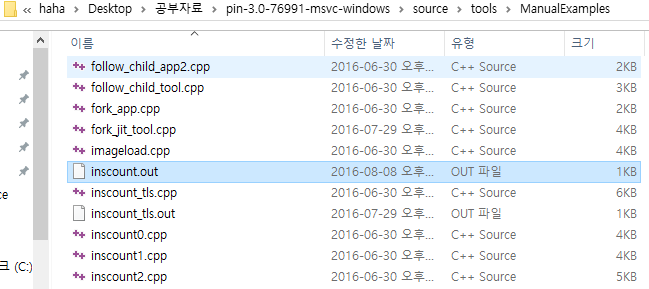 « haha > Desktop > 공부자료 > pin-3.0-76991-msvc-windows > source > tools > ManualExamples
이름 수정한 날짜 유형 크기
follow_child_app2.cpp 2016-06-30 오후... C++ Source 2KB
follow_child_tool.cpp 2016-06-30 오후... C++ Source 3KB
fork_app.cpp 2016-06-30 오후... C++ Source 2KB
fork_jit_tool.cpp 2016-07-29 오후... C++ Source 4KB
imageload.cpp 2016-06-30 오후... C++ Source 4KB
inscount.out 2016-08-08 오후... OUT 파일 1KB
inscount_tls.cpp 2016-06-30 오후... C++ Source 6KB
inscount_tls.out 2016-07-29 오후... OUT 파일 1KB
inscount0.cpp 2016-06-30 오후... C++ Source 4KB
inscount1.cpp 2016-06-30 오후... C++ Source 4KB
크 (C:)
inscount2.cpp 2016-06-30 오후... C++ Source 5KB